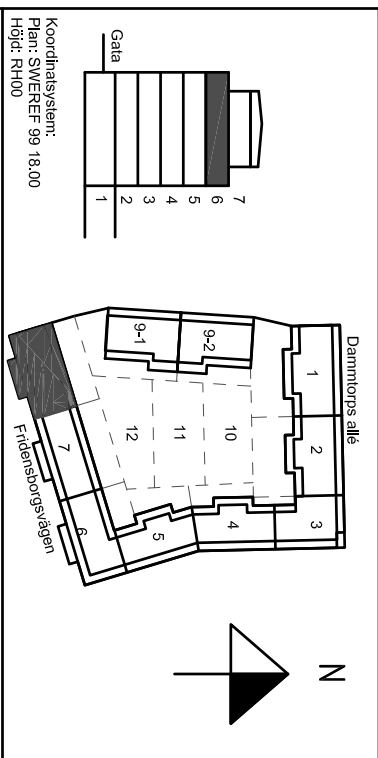 Gata
1
2
3
4
5
6
7
Koordinatsystem:
Plan: SWEREF 99 18.00
Höjd: RH00
Dammtorps allé
1
2
3
4
5
6
7
9-1
9-2
10
11
12
Fridensborgsvägen
N